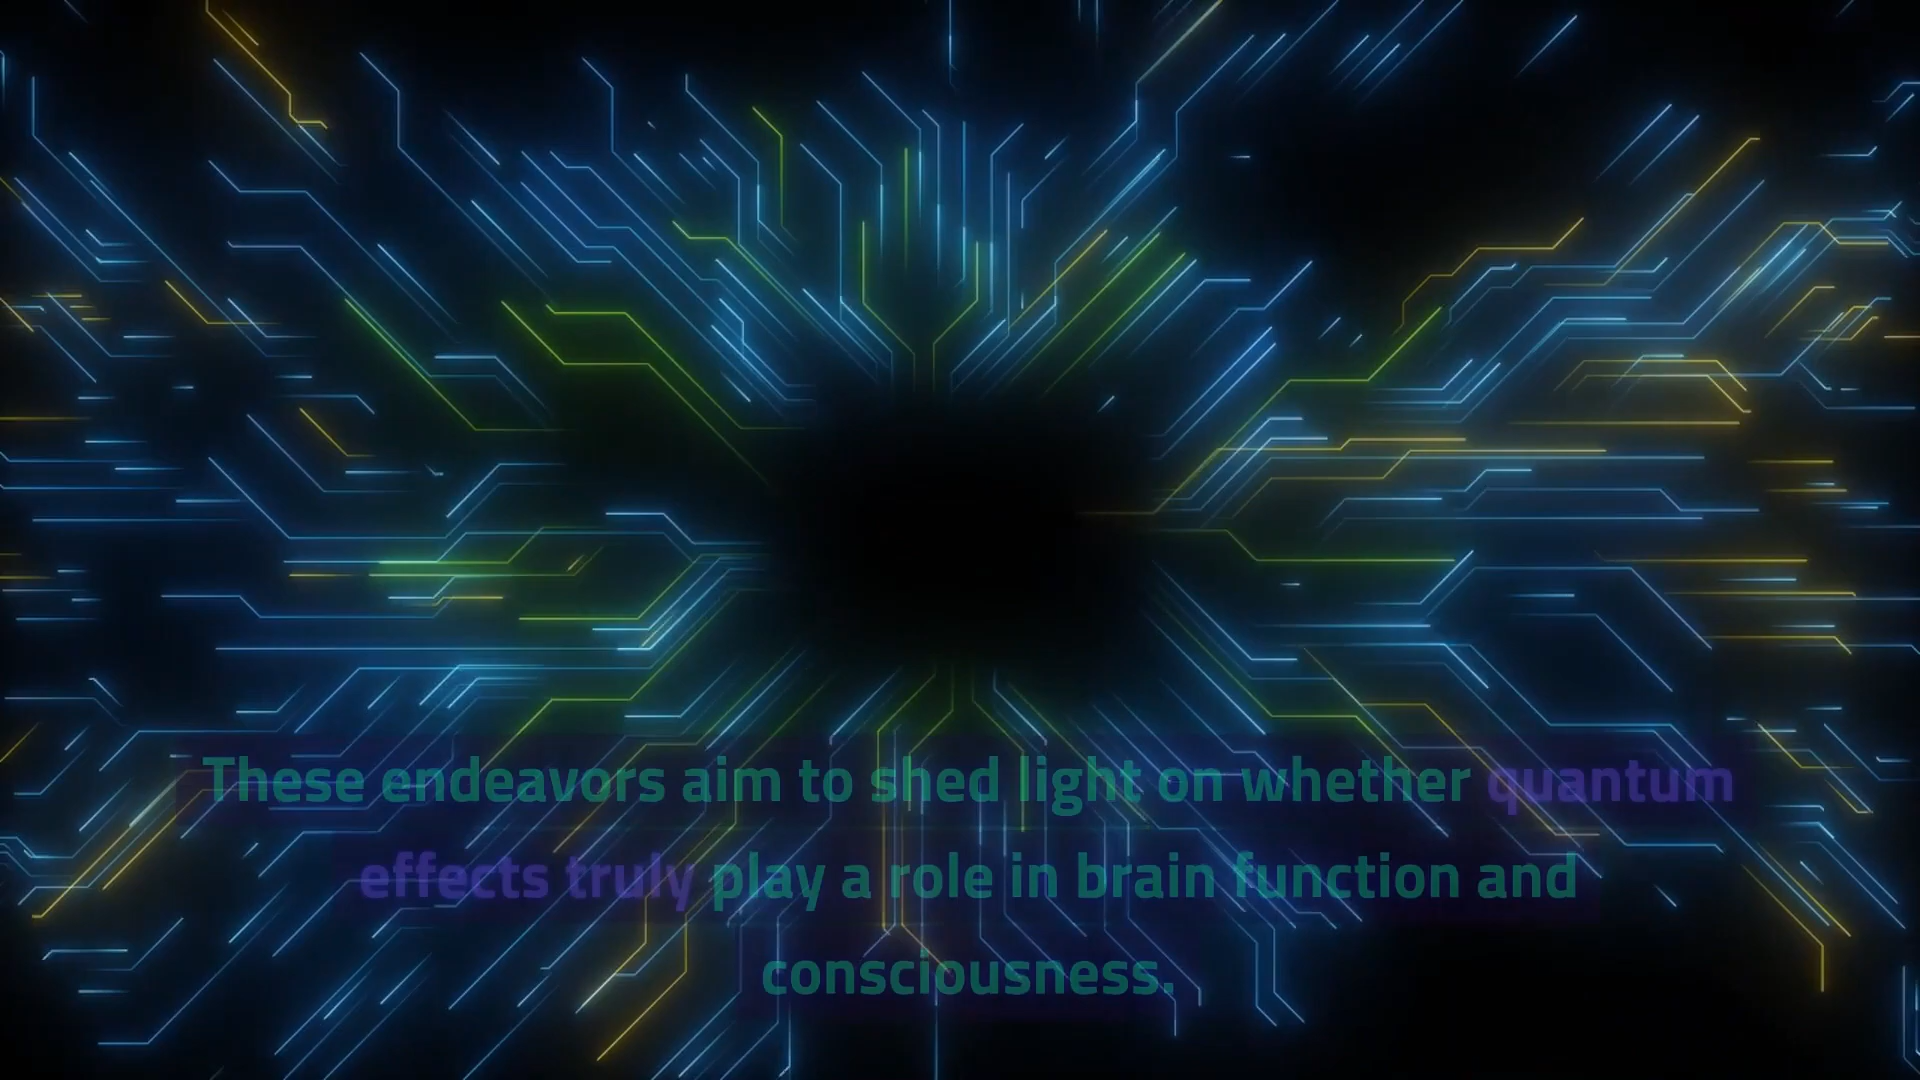 These endeavors aim to shed light on whether quantum
effects truly play a role in brain function and
consciousness.